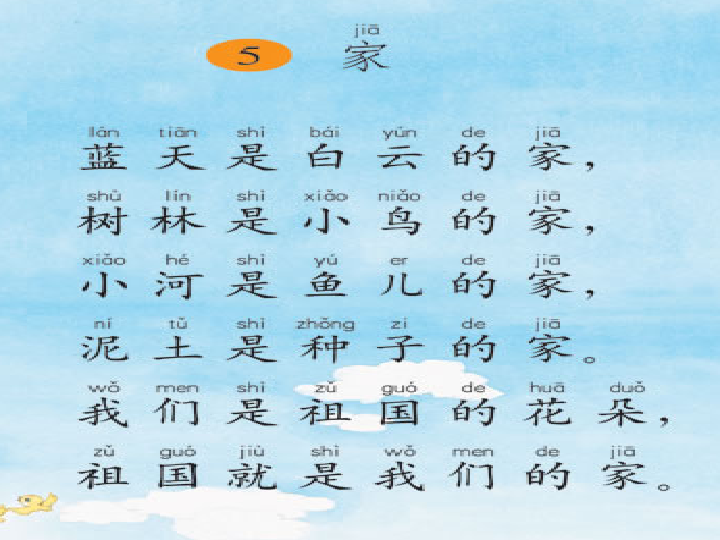 jiā
5 家
lán tiān shì bái yún de jiā
蓝天是白云的家，
shù lín shì xiǎo niǎo de jiā
树林是小鸟的家，
xiǎo hé shì yú er de jiā
小河是鱼儿的家，
ní tǔ shì zhǒng zi de jiā
泥土是种子的家。
wǒ men shì zǔ guó de huā duǒ
我们是祖国的花朵，
zǔ guó jiù shì wǒ men de jiā
祖国就是我们的家。